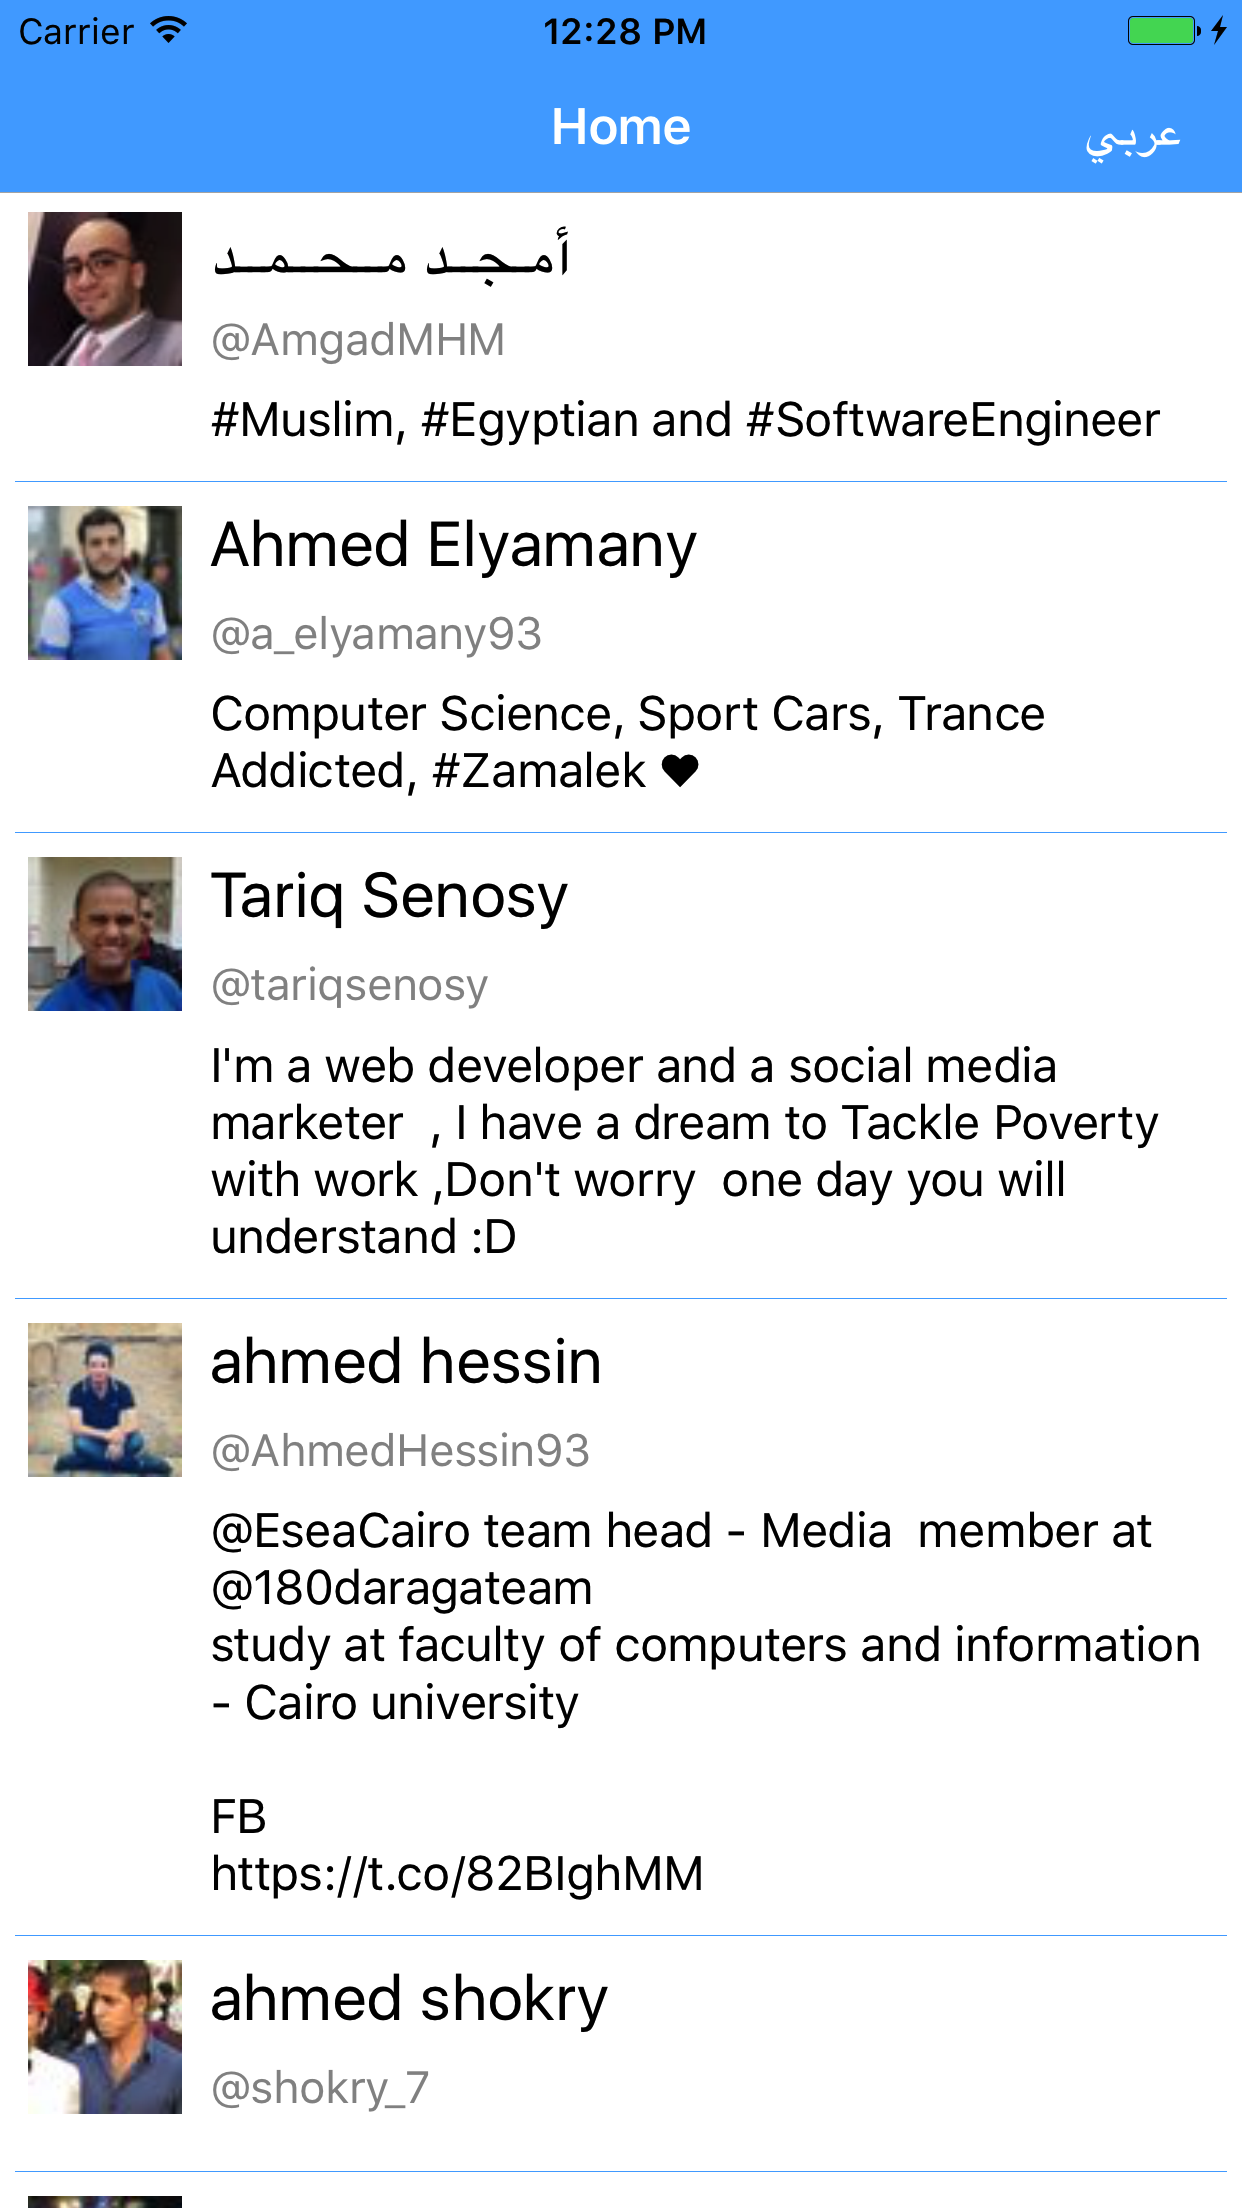 Carrier 12:28 PM
Home عربي
أمـجـد مـحـمـد
@AmgadMHM
#Muslim, #Egyptian and #SoftwareEngineer
Ahmed Elyamany
@a_elyamany93
Computer Science, Sport Cars, Trance
Addicted, #Zamalek ♥
Tariq Senosy
@tariqsenosy
I'm a web developer and a social media
marketer  , I have a dream to Tackle Poverty
with work ,Don't worry  one day you will
understand :D
ahmed hessin
@AhmedHessin93
@EseaCairo team head - Media  member at
@180daragateam
study at faculty of computers and information
- Cairo university
FB
https://t.co/82BIghMM
ahmed shokry
@shokry_7